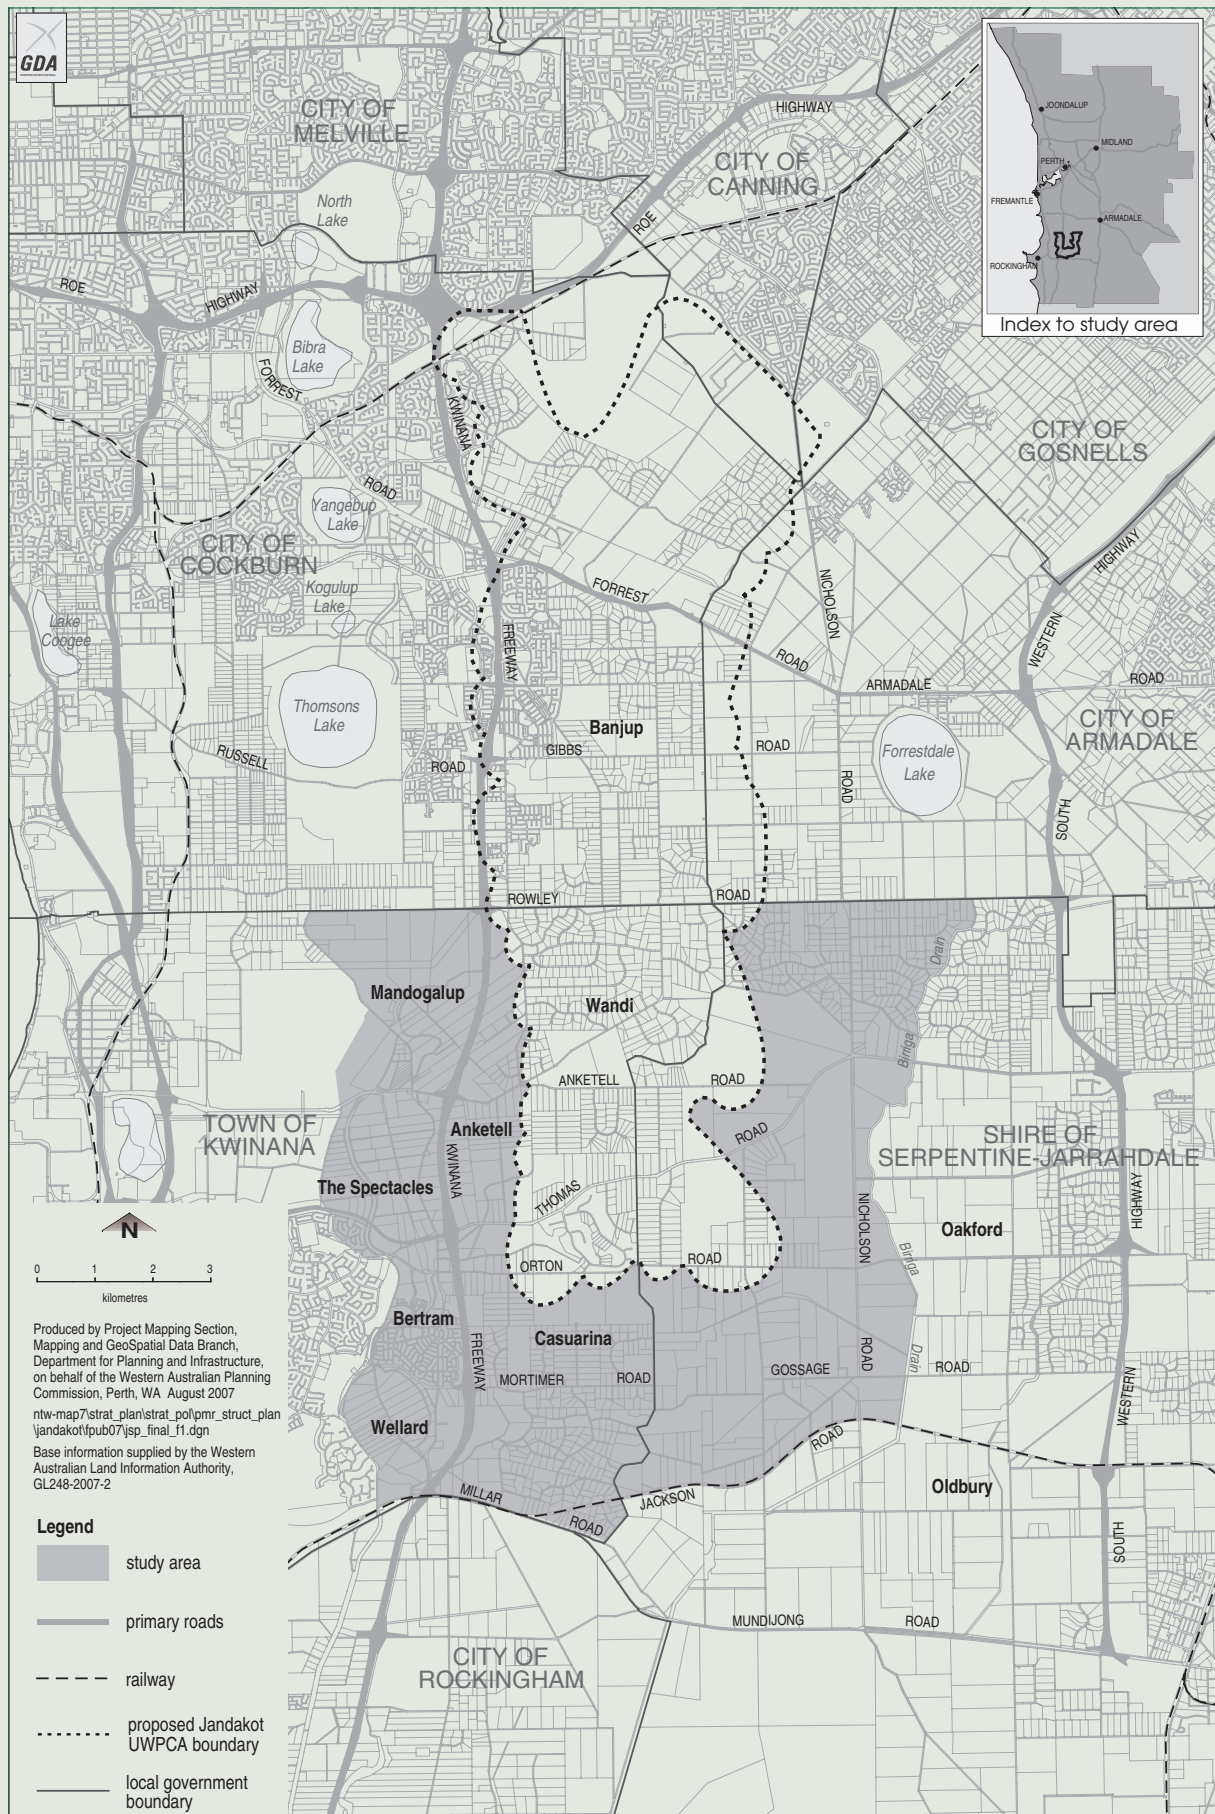 GDA
CITY OF
MELVILLE
HIGHWAY
CITY OF
CANNING
North
Lake
ROE
ROE
HIGHWAY
JOONDALUP
MIDLAND
PERTH
FREMANTLE
ARMADALE
ROCKINGHAM
Index to study area
Bibra
Lake
FORREST
KWINANA
ROAD
CITY OF
GOSNELLS
Yangebup
Lake
CITY OF
COCKBURN
HIGHWAY
Kogulup
Lake
FORREST
NICHOLSON
Lake
Coogee
FREEWAY
WESTERN
ROAD
ARMADALE
ROAD
Thomsons
Lake
CITY OF
ARMADALE
Banjup
RUSSELL
ROAD
GIBBS
ROAD
ROAD
Forrestdale
Lake
SOUTH
ROWLEY
ROAD
Drain
Mandogalup
Wandi
Birriga
ANKETELL
ROAD
TOWN OF
KWINANA
Anketell
ROAD
SHIRE OF
SERPENTINE-JARRAHDALE
KWINANA
The Spectacles
THOMAS
NICHOLSON
HIGHWAY
Oakford
Birriga
ORTON
ROAD
N
0 1 2 3
kilometres
Bertram
Casuarina
FREEWAY
MORTIMER
ROAD
GOSSAGE
ROAD
Drain
ROAD
WESTERN
Wellard
ROAD
MILLAR
ROAD
JACKSON
Oldbury
SOUTH
MUNDIJONG
ROAD
CITY OF
ROCKINGHAM
Produced by Project Mapping Section,
Mapping and GeoSpatial Data Branch,
Department for Planning and Infrastructure,
on behalf of the Western Australian Planning
Commission, Perth, WA August 2007
ntw-map7\strat_plan\strat_pol\pmr_struct_plan
\jandakot\fpub07\jsp_final_f1.dgn
Base information supplied by the Western
Australian Land Information Authority,
GL248-2007-2
Legend
study area
primary roads
railway
proposed Jandakot
UWPCA boundary
local government
boundary